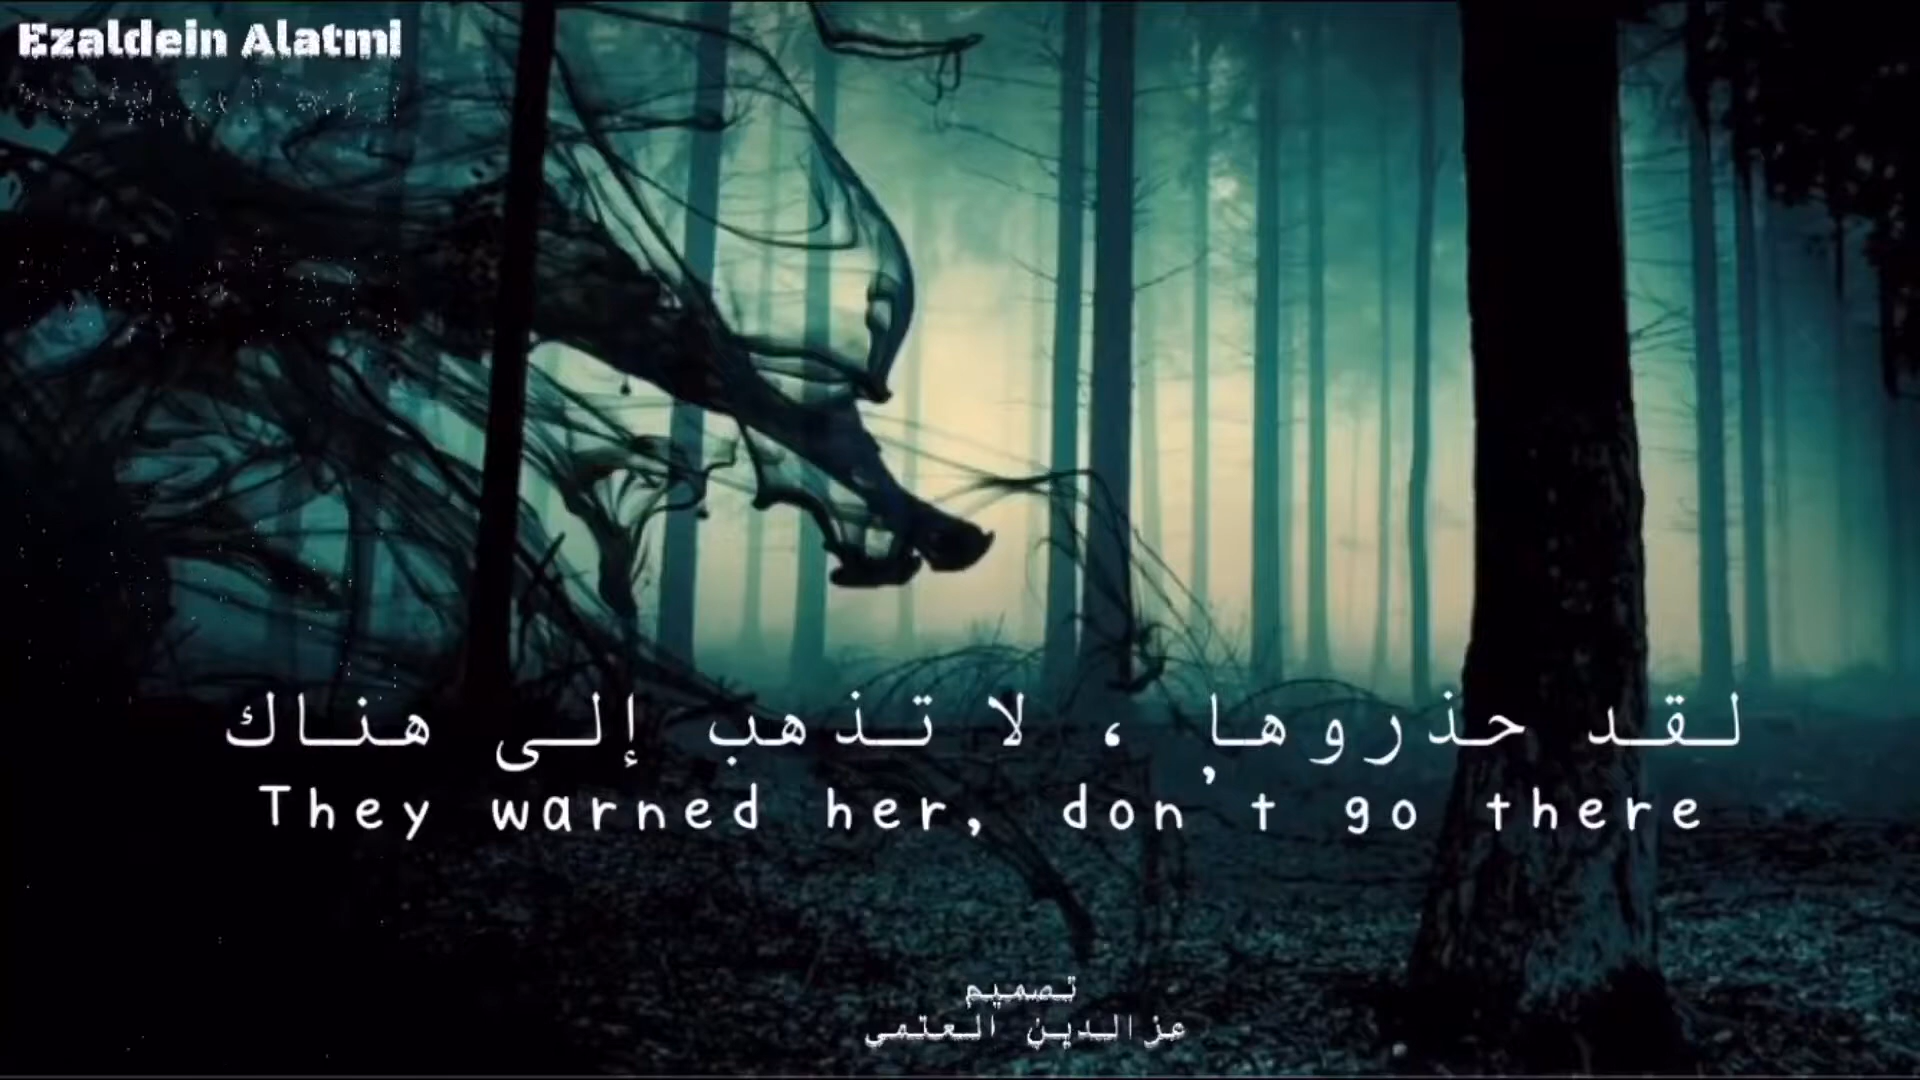 Ezaldein Alatmi
لقد حذروها ، لا تذهب إلى هناك
They warned her, don't go there
تصميم
عزالدين العتمي